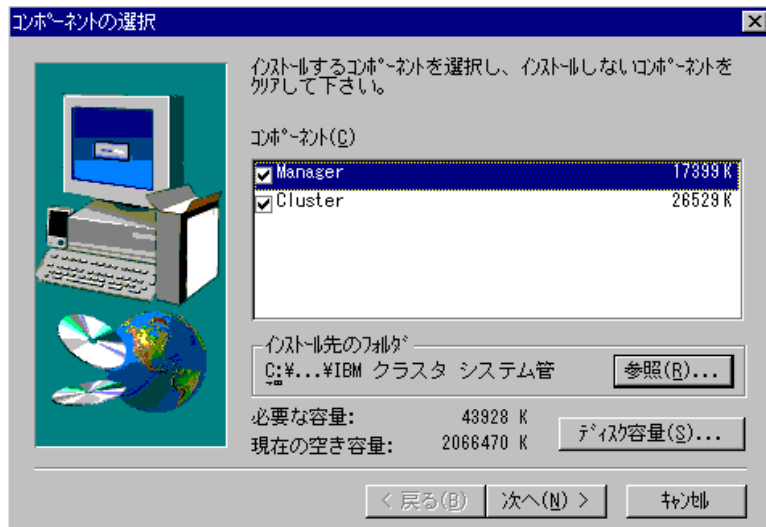 コンポーネントの選択
インストールするコンポーネントを選択し、インストールしないコンポーネントを
クリアして下さい。
コンポーネント(C)
Manager 17399 K
Cluster 26529 K
インストール先のフォルダ
C:¥...¥IBM クラスタ システム管
参照(R)...
必要な容量: 43928 K
現在の空き容量: 2066470 K
ディスク容量(S)...
< 戻る(B)
次へ(N) >
キャンセル